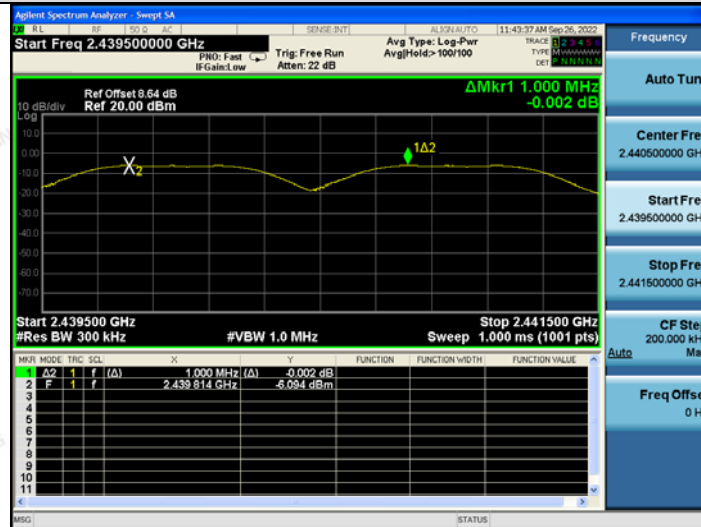 Agilent Spectrum Analyzer - Swept SA
RL RF 50 Ω AC SENSE:INT ALIGNAUTO 11:43:37 AM Sep 26, 2022
Start Freq 2.439500000 GHz
PNO: Fast
IFGain:Low
Trig: Free Run
Atten: 22 dB
Avg Type: Log-Pwr
Avg|Hold:>100/100
TRACE 1 2 3 4 5 6
TYPE M
DET P N N N N N
Ref Offset 8.64 dB
10 dB/div Ref 20.00 dBm
Log
ΔMkr1 1.000 MHz
-0.002 dB
10.0
0.00
-10.0
-20.0
-30.0
-40.0
-50.0
-60.0
-70.0
1Δ2
X2
Start 2.439500 GHz Stop 2.441500 GHz
#Res BW 300 kHz #VBW 1.0 MHz Sweep 1.000 ms (1001 pts)
MKR MODE TRC SCL X Y FUNCTION FUNCTION WIDTH FUNCTION VALUE
1 Δ2 1 f (Δ) 1.000 MHz (Δ) -0.002 dB
2 F 1 f 2.439 814 GHz -6.094 dBm
3
4
5
6
7
8
9
10
11
MSG STATUS
Frequency
Auto Tun
Center Fre
2.440500000 GH
Start Fre
2.439500000 GH
Stop Fre
2.441500000 GH
CF Ste
200.000 kH
Auto Ma
Freq Offse
0 H